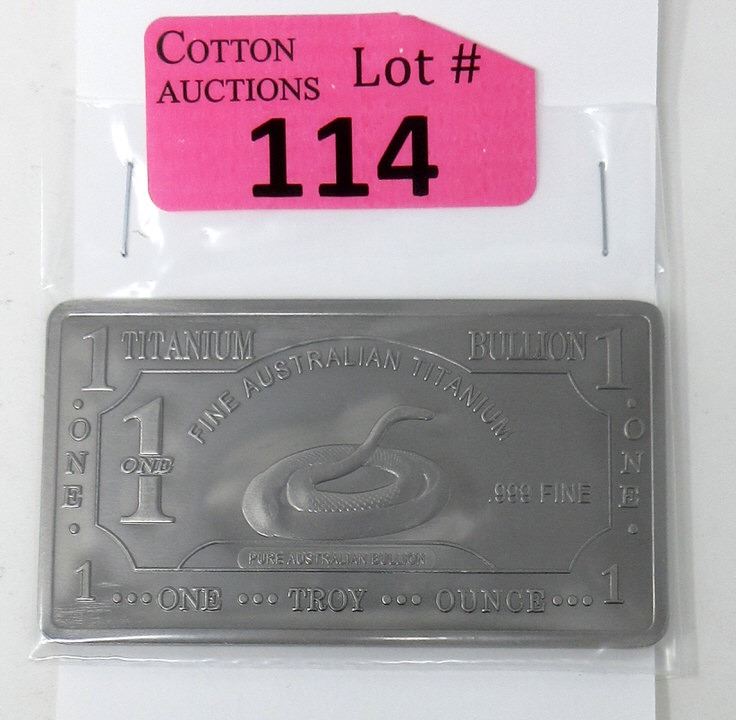 COTTON AUCTIONS
Lot #
114
1 TITANIUM BULLION 1
FINE AUSTRALIAN TITANIUM
·ONE·
1
ONE
.999 FINE
·ONE·
PURE AUSTRALIAN BULLION
1 ··· ONE ··· TROY ··· OUNCE ··· 1